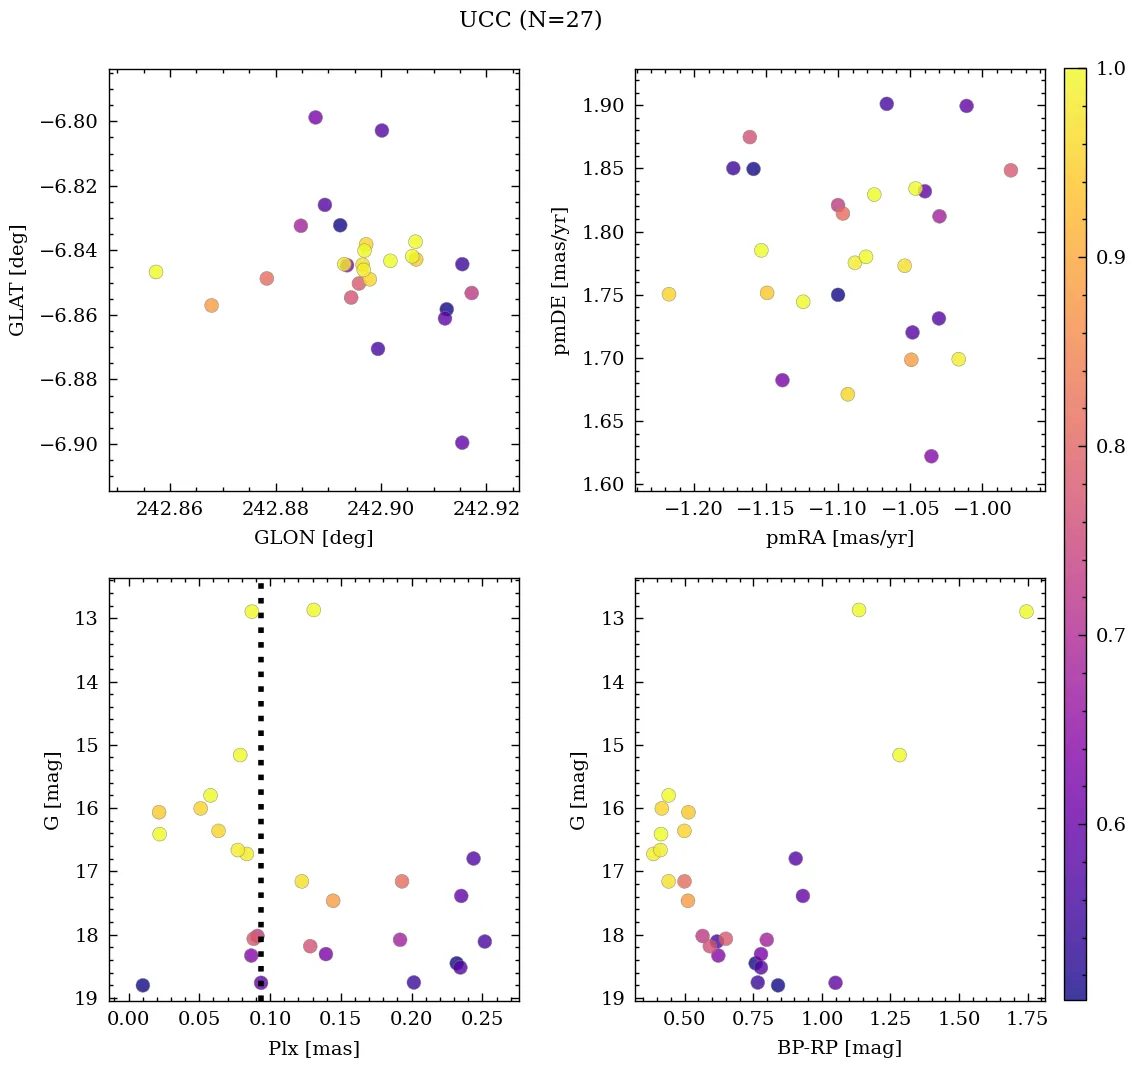 UCC (N=27)
−6.80
−6.82
−6.84
−6.86
−6.88
−6.90
GLAT [deg]
242.86 242.88 242.90 242.92
GLON [deg]
1.90
1.85
1.80
1.75
1.70
1.65
1.60
pmDE [mas/yr]
−1.20 −1.15 −1.10 −1.05 −1.00
pmRA [mas/yr]
1.0
0.9
0.8
0.7
0.6
13
14
15
16
17
18
19
G [mag]
0.00 0.05 0.10 0.15 0.20 0.25
Plx [mas]
13
14
15
16
17
18
19
G [mag]
0.50 0.75 1.00 1.25 1.50 1.75
BP-RP [mag]